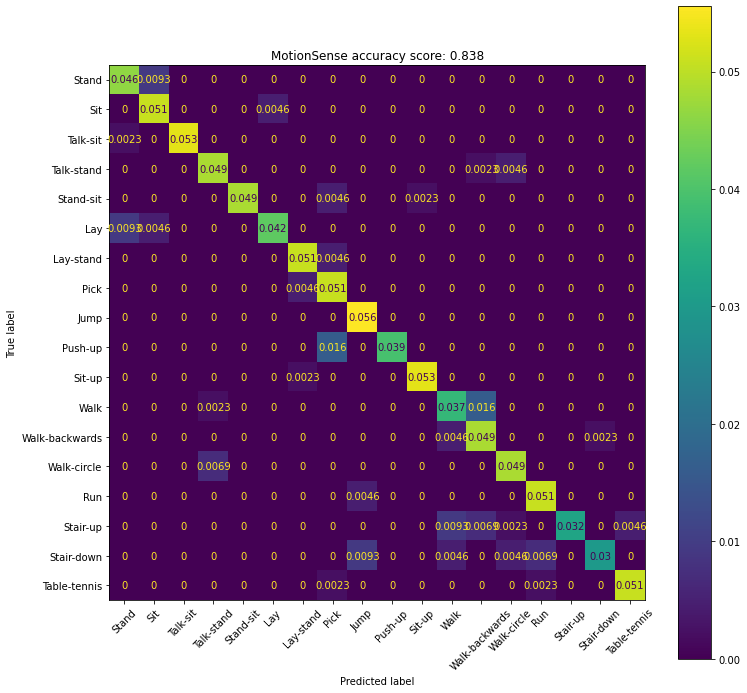 MotionSense accuracy score: 0.838
Stand 0.046 0.0093 0 0 0 0 0 0 0 0 0 0 0 0 0 0 0 0
Sit 0 0.051 0 0 0 0.0046 0 0 0 0 0 0 0 0 0 0 0 0
Talk-sit 0.0023 0 0.053 0 0 0 0 0 0 0 0 0 0 0 0 0 0 0
Talk-stand 0 0 0 0.049 0 0 0 0 0 0 0 0 0.0023 0.0046 0 0 0 0
Stand-sit 0 0 0 0 0.049 0 0 0.0046 0 0 0.0023 0 0 0 0 0 0 0
Lay 0.0093 0.0046 0 0 0 0.042 0 0 0 0 0 0 0 0 0 0 0 0
Lay-stand 0 0 0 0 0 0 0.051 0.0046 0 0 0 0 0 0 0 0 0 0
Pick 0 0 0 0 0 0 0.0046 0.051 0 0 0 0 0 0 0 0 0 0
Jump 0 0 0 0 0 0 0 0 0.056 0 0 0 0 0 0 0 0 0
Push-up 0 0 0 0 0 0 0 0.016 0 0.039 0 0 0 0 0 0 0 0
Sit-up 0 0 0 0 0 0 0.0023 0 0 0 0.053 0 0 0 0 0 0 0
Walk 0 0 0 0.0023 0 0 0 0 0 0 0 0.037 0.016 0 0 0 0 0
Walk-backwards 0 0 0 0 0 0 0 0 0 0 0 0.0046 0.049 0 0 0 0.0023 0
Walk-circle 0 0 0 0.0069 0 0 0 0 0 0 0 0 0 0.049 0 0 0 0
Run 0 0 0 0 0 0 0 0 0.0046 0 0 0 0 0 0.051 0 0 0
Stair-up 0 0 0 0 0 0 0 0 0 0 0 0.0093 0.0069 0.0023 0 0.032 0 0.0046
Stair-down 0 0 0 0 0 0 0 0 0.0093 0 0 0.0046 0 0.0046 0.0069 0 0.03 0
Table-tennis 0 0 0 0 0 0 0 0.0023 0 0 0 0 0 0 0.0023 0 0 0.051
Stand Sit Talk-sit Talk-stand Stand-sit Lay Lay-stand Pick Jump Push-up Sit-up Walk Walk-backwards Walk-circle Run Stair-up Stair-down Table-tennis
Predicted label
True label
0.05
0.04
0.03
0.02
0.01
0.00